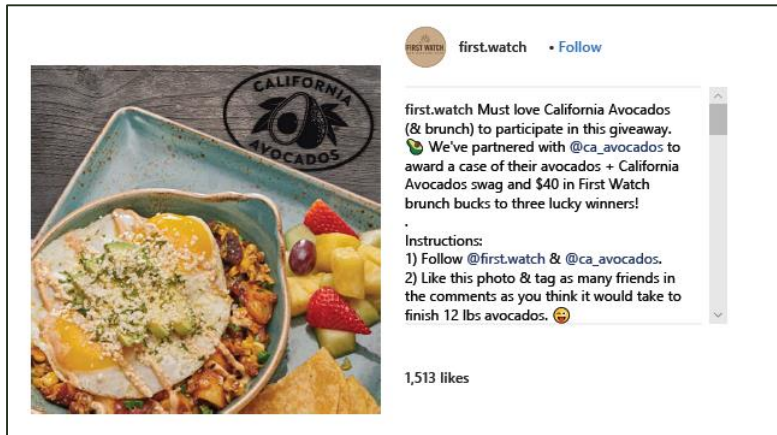 CALIFORNIA
AVOCADOS
FIRST WATCH
first.watch • Follow
first.watch Must love California Avocados
(& brunch) to participate in this giveaway.
🥑 We've partnered with @ca_avocados to
award a case of their avocados + California
Avocados swag and $40 in First Watch
brunch bucks to three lucky winners!
.
Instructions:
1) Follow @first.watch & @ca_avocados.
2) Like this photo & tag as many friends in
the comments as you think it would take to
finish 12 lbs avocados. 😜
1,513 likes